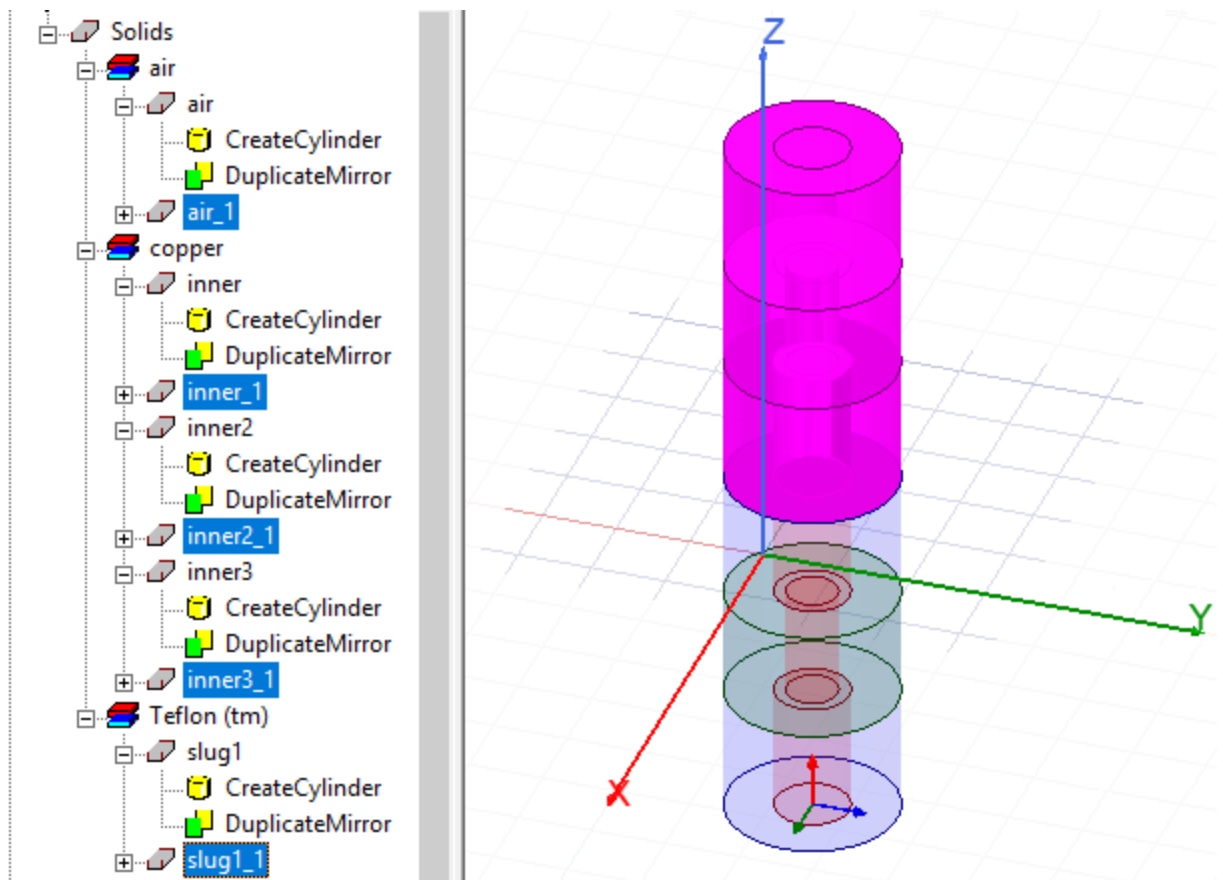 Solids
air
air
CreateCylinder
DuplicateMirror
air_1
copper
inner
CreateCylinder
DuplicateMirror
inner_1
inner2
CreateCylinder
DuplicateMirror
inner2_1
inner3
CreateCylinder
DuplicateMirror
inner3_1
Teflon (tm)
slug1
CreateCylinder
DuplicateMirror
slug1_1
Z
Y
X